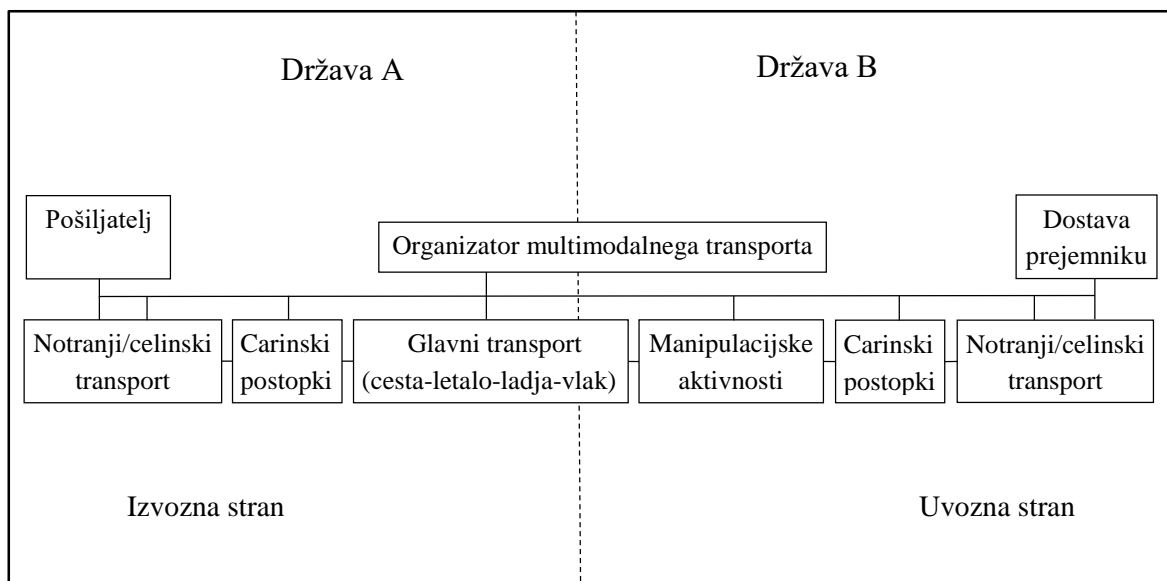 Država A
Država B
Pošiljatelj
Organizator multimodalnega transporta
Dostava
prejemniku
Notranji/celinski
transport
Carinski
postopki
Glavni transport
(cesta-letalo-ladja-vlak)
Manipulacijske
aktivnosti
Carinski
postopki
Notranji/celinski
transport
Izvozna stran
Uvozna stran